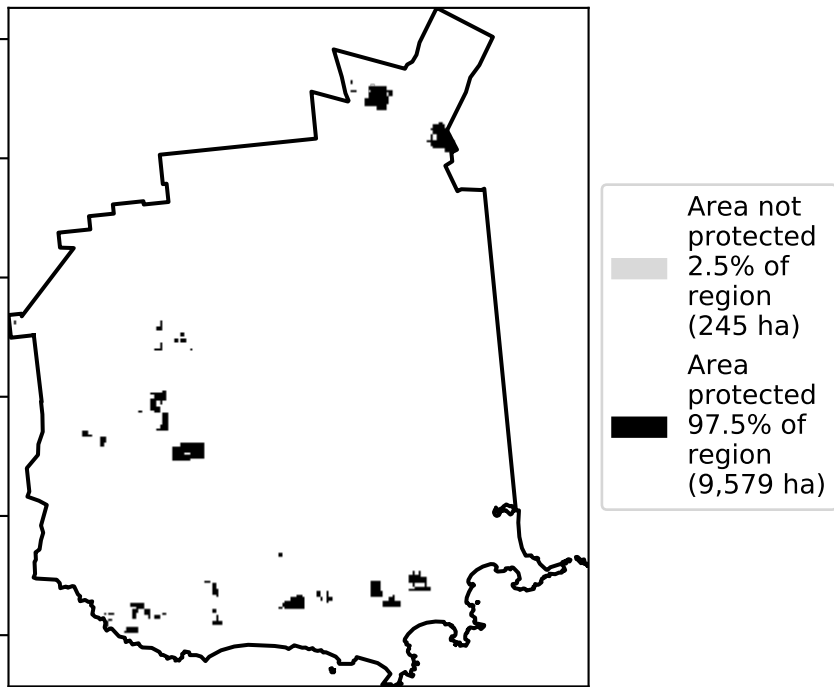 Area not
protected
2.5% of
region
(245 ha)
Area
protected
97.5% of
region
(9,579 ha)